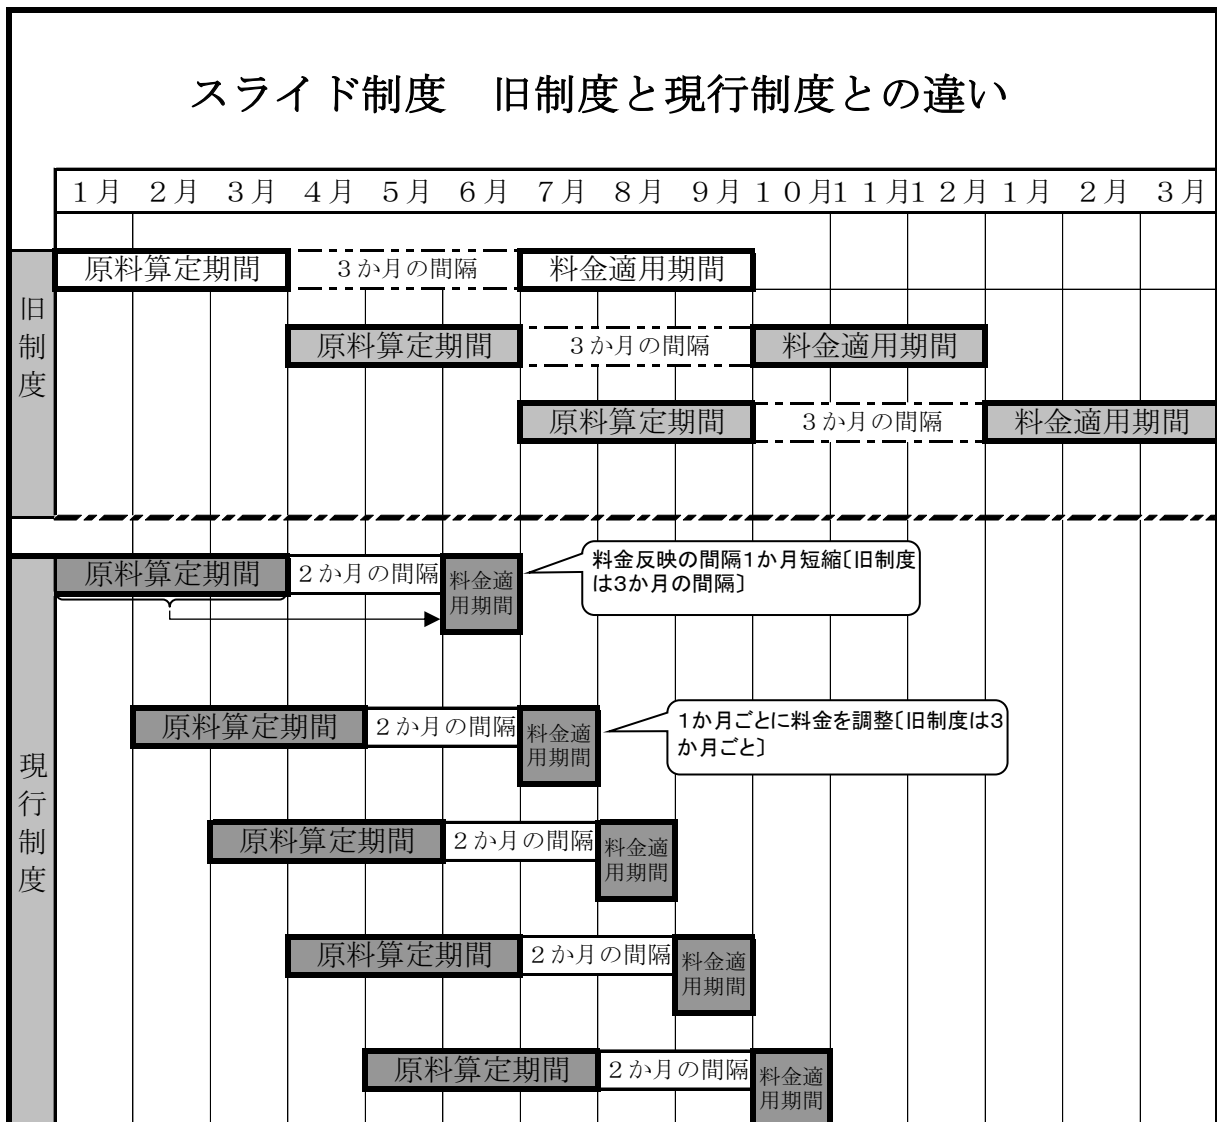 スライド制度　旧制度と現行制度との違い
１月 ２月 ３月 ４月 ５月 ６月 ７月 ８月 ９月 １０月 １１月 １２月 １月 ２月 ３月
旧制度
原料算定期間 ３か月の間隔 料金適用期間
原料算定期間 ３か月の間隔 料金適用期間
原料算定期間 ３か月の間隔 料金適用期間
現行制度
原料算定期間 ２か月の間隔
料金適
用期間
料金反映の間隔1か月短縮〔旧制度
は3か月の間隔〕
原料算定期間 ２か月の間隔
料金適
用期間
1か月ごとに料金を調整〔旧制度は3
か月ごと〕
原料算定期間 ２か月の間隔
料金適
用期間
原料算定期間 ２か月の間隔
料金適
用期間
原料算定期間 ２か月の間隔
料金適
用期間